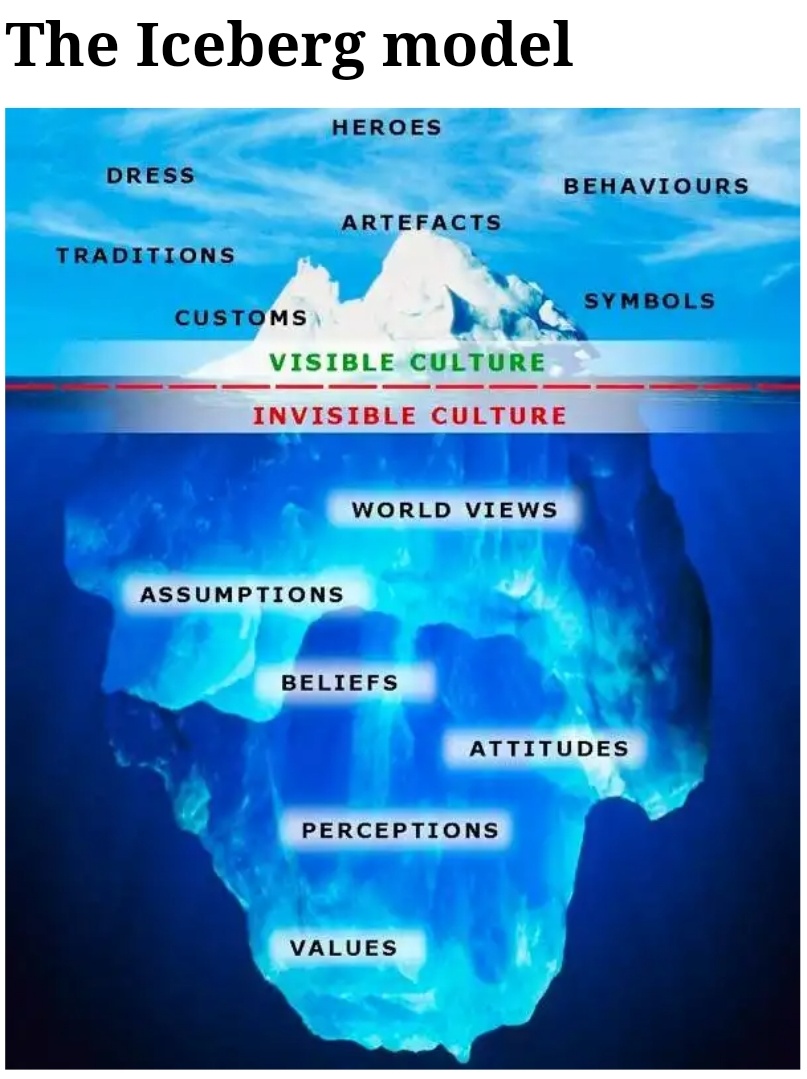 The Iceberg model
HEROES
DRESS
BEHAVIOURS
ARTEFACTS
TRADITIONS
SYMBOLS
CUSTOMS
VISIBLE CULTURE
INVISIBLE CULTURE
WORLD VIEWS
ASSUMPTIONS
BELIEFS
ATTITUDES
PERCEPTIONS
VALUES